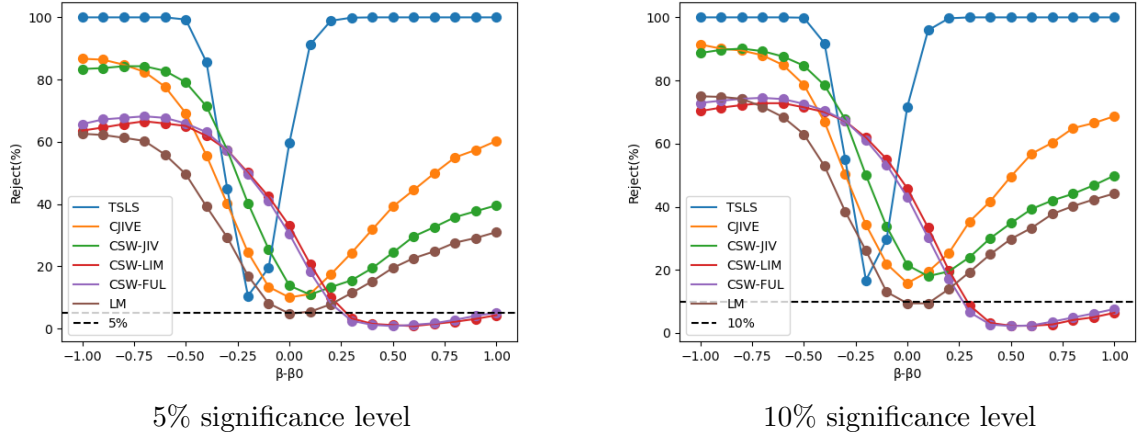 100
80
60
40
20
0
Reject(%)
TSLS
CJIVE
CSW-JIV
CSW-LIM
CSW-FUL
LM
5%
−1.00 −0.75 −0.50 −0.25 0.00 0.25 0.50 0.75 1.00
β-β0
5% significance level
100
80
60
40
20
0
Reject(%)
TSLS
CJIVE
CSW-JIV
CSW-LIM
CSW-FUL
LM
10%
−1.00 −0.75 −0.50 −0.25 0.00 0.25 0.50 0.75 1.00
β-β0
10% significance level